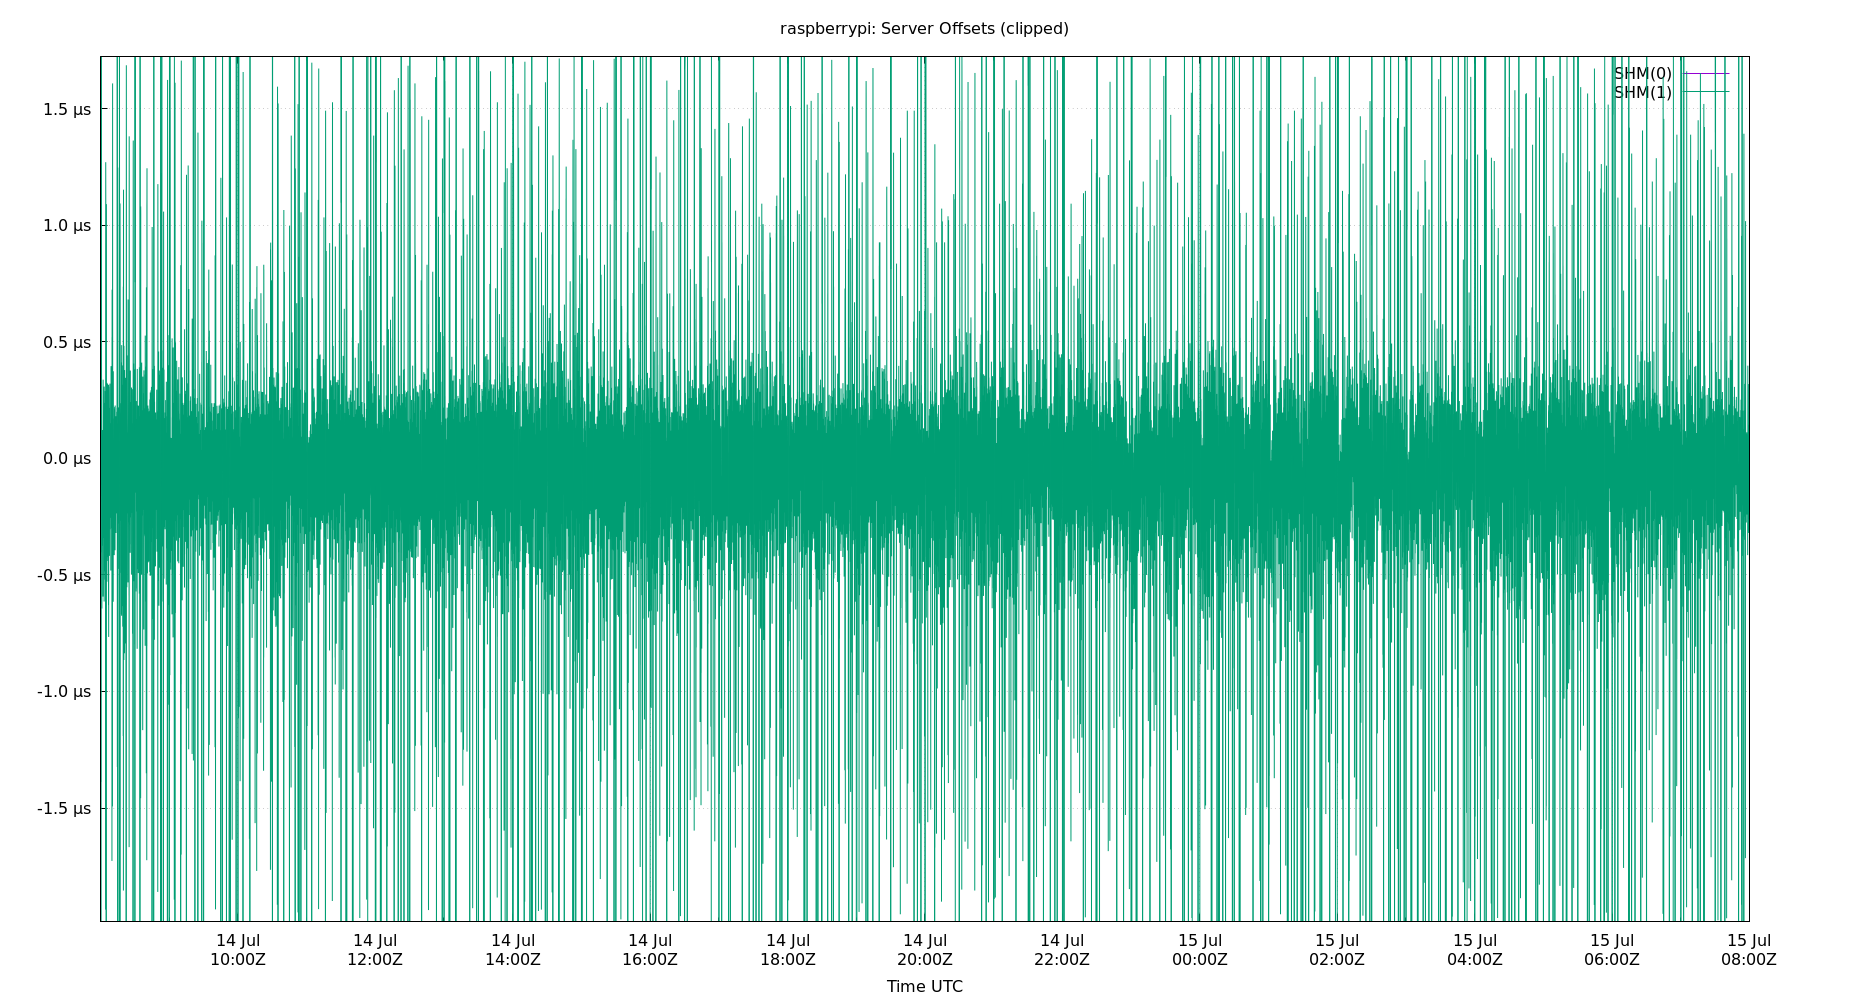 raspberrypi: Server Offsets (clipped)
SHM(0)
SHM(1)
1.5 µs
1.0 µs
0.5 µs
0.0 µs
-0.5 µs
-1.0 µs
-1.5 µs
14 Jul 14 Jul 14 Jul 14 Jul 14 Jul 14 Jul 14 Jul 15 Jul 15 Jul 15 Jul 15 Jul 15 Jul
10:00Z 12:00Z 14:00Z 16:00Z 18:00Z 20:00Z 22:00Z 00:00Z 02:00Z 04:00Z 06:00Z 08:00Z
Time UTC